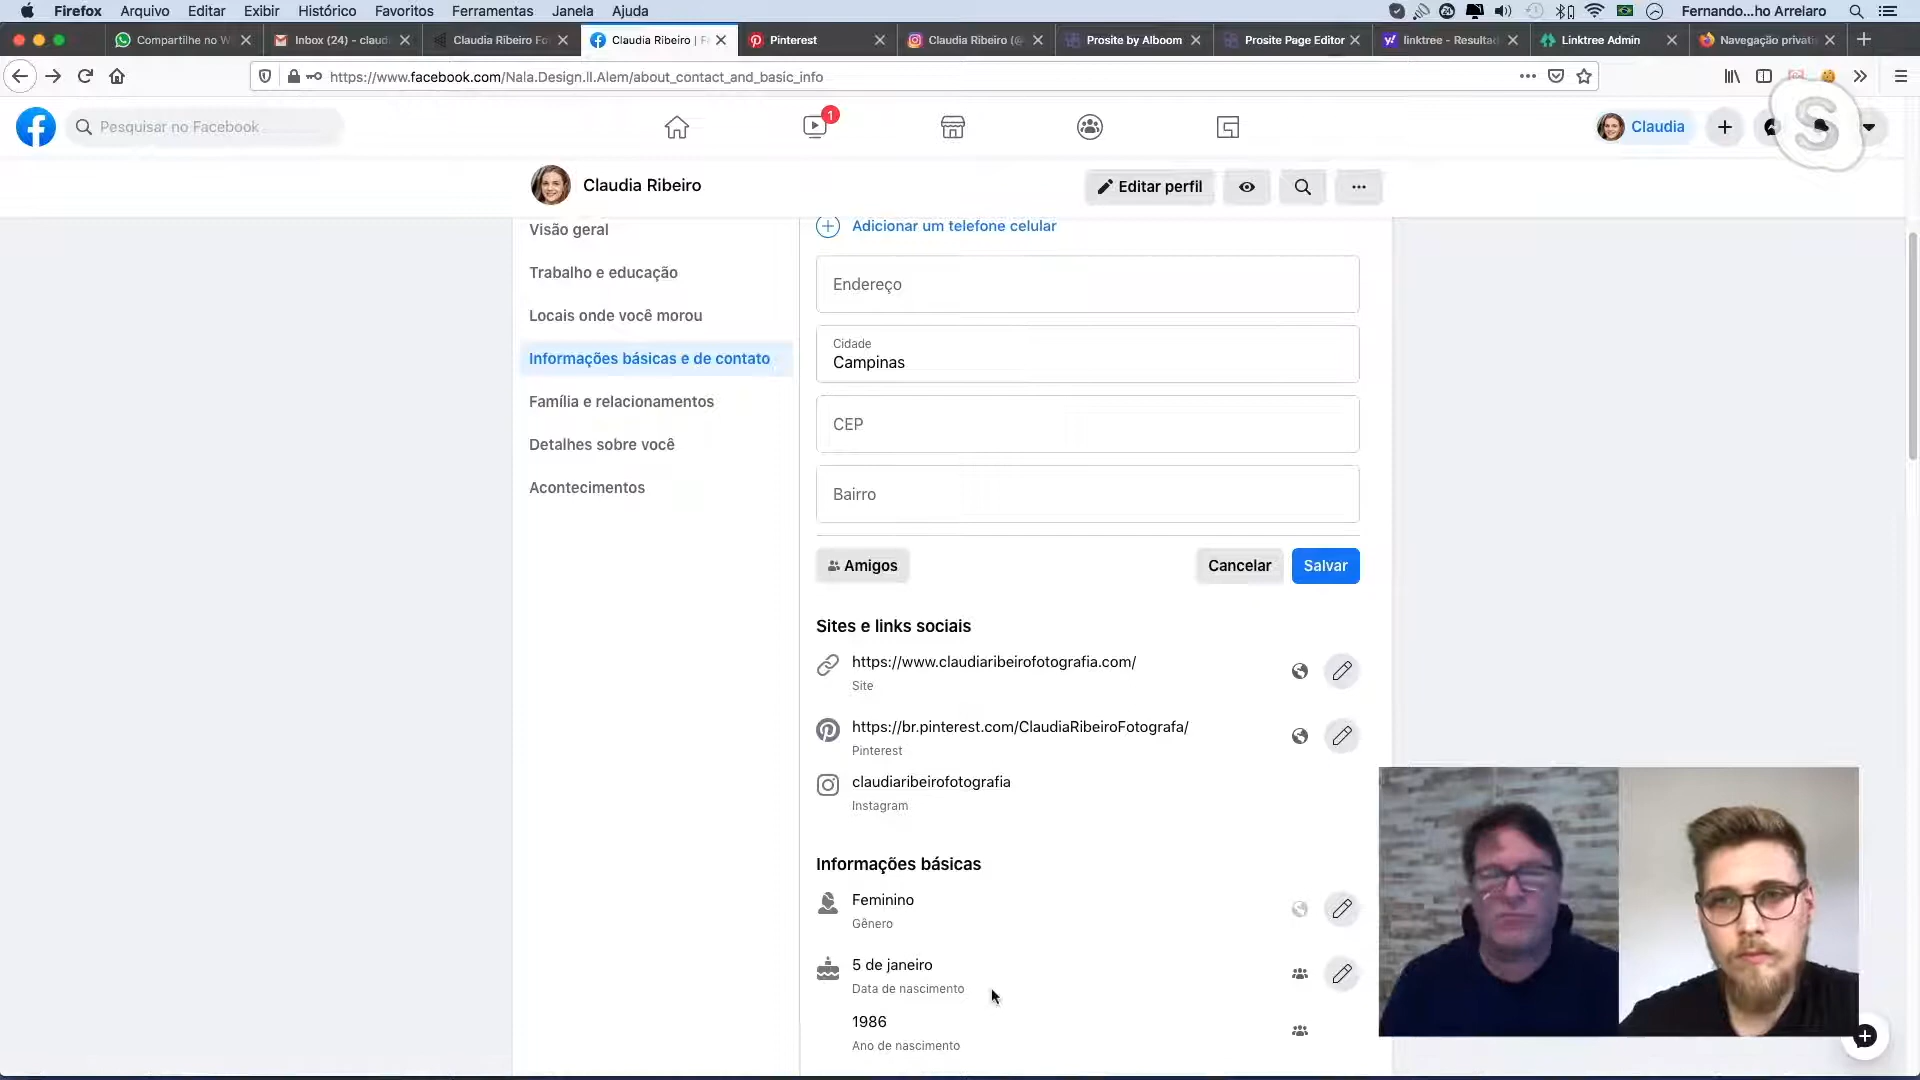 Firefox Arquivo Editar Exibir Histórico Favoritos Ferramentas Janela Ajuda Fernando...ho Arrelaro
Compartilhe no W Inbox (24) - claud Claudia Ribeiro Fo Claudia Ribeiro | F Pinterest Claudia Ribeiro (@ Prosite by Alboom Prosite Page Editor linktree - Resultad Linktree Admin Navegação privati
https://www.facebook.com/Nala.Design.II.Alem/about_contact_and_basic_info
Pesquisar no Facebook
1
Claudia
Claudia Ribeiro
Editar perfil
Visão geral
Trabalho e educação
Locais onde você morou
Informações básicas e de contato
Família e relacionamentos
Detalhes sobre você
Acontecimentos
Adicionar um telefone celular
Endereço
Cidade
Campinas
CEP
Bairro
Amigos
Cancelar
Salvar
Sites e links sociais
https://www.claudiaribeirofotografia.com/
Site
https://br.pinterest.com/ClaudiaRibeiroFotografa/
Pinterest
claudiaribeirofotografia
Instagram
Informações básicas
Feminino
Gênero
5 de janeiro
Data de nascimento
1986
Ano de nascimento